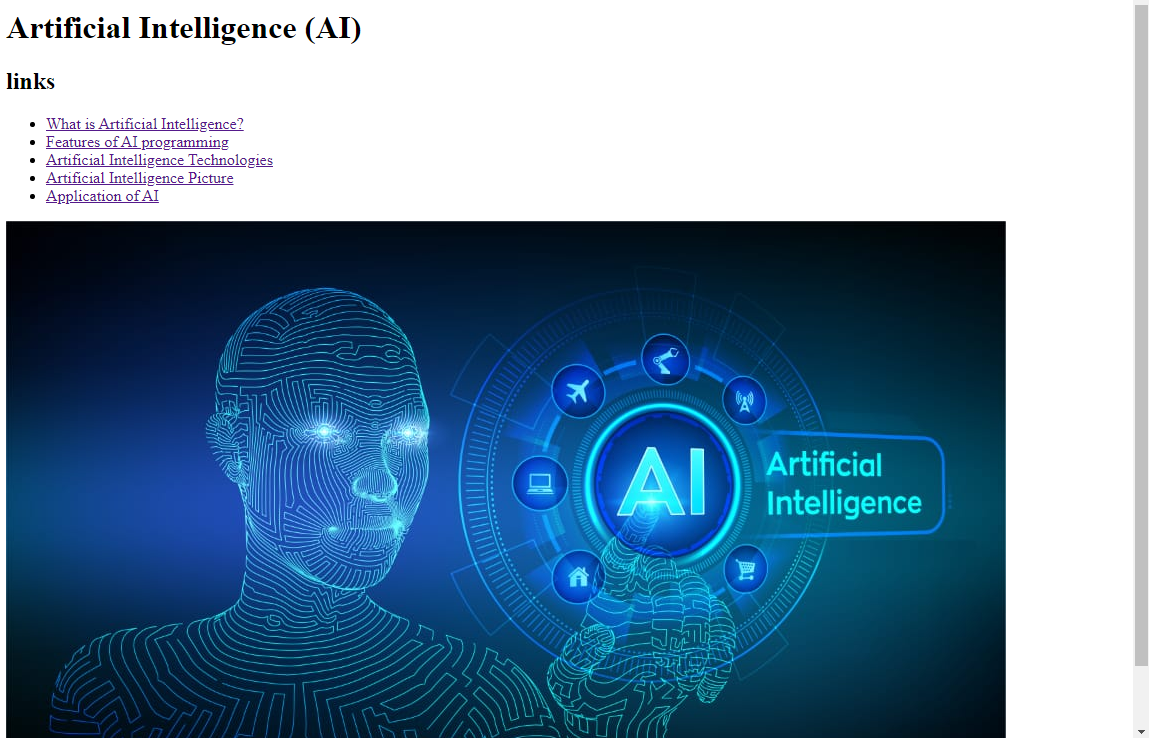 Artificial Intelligence (AI)
links
What is Artificial Intelligence?
Features of AI programming
Artificial Intelligence Technologies
Artificial Intelligence Picture
Application of AI
AI
Artificial
Intelligence